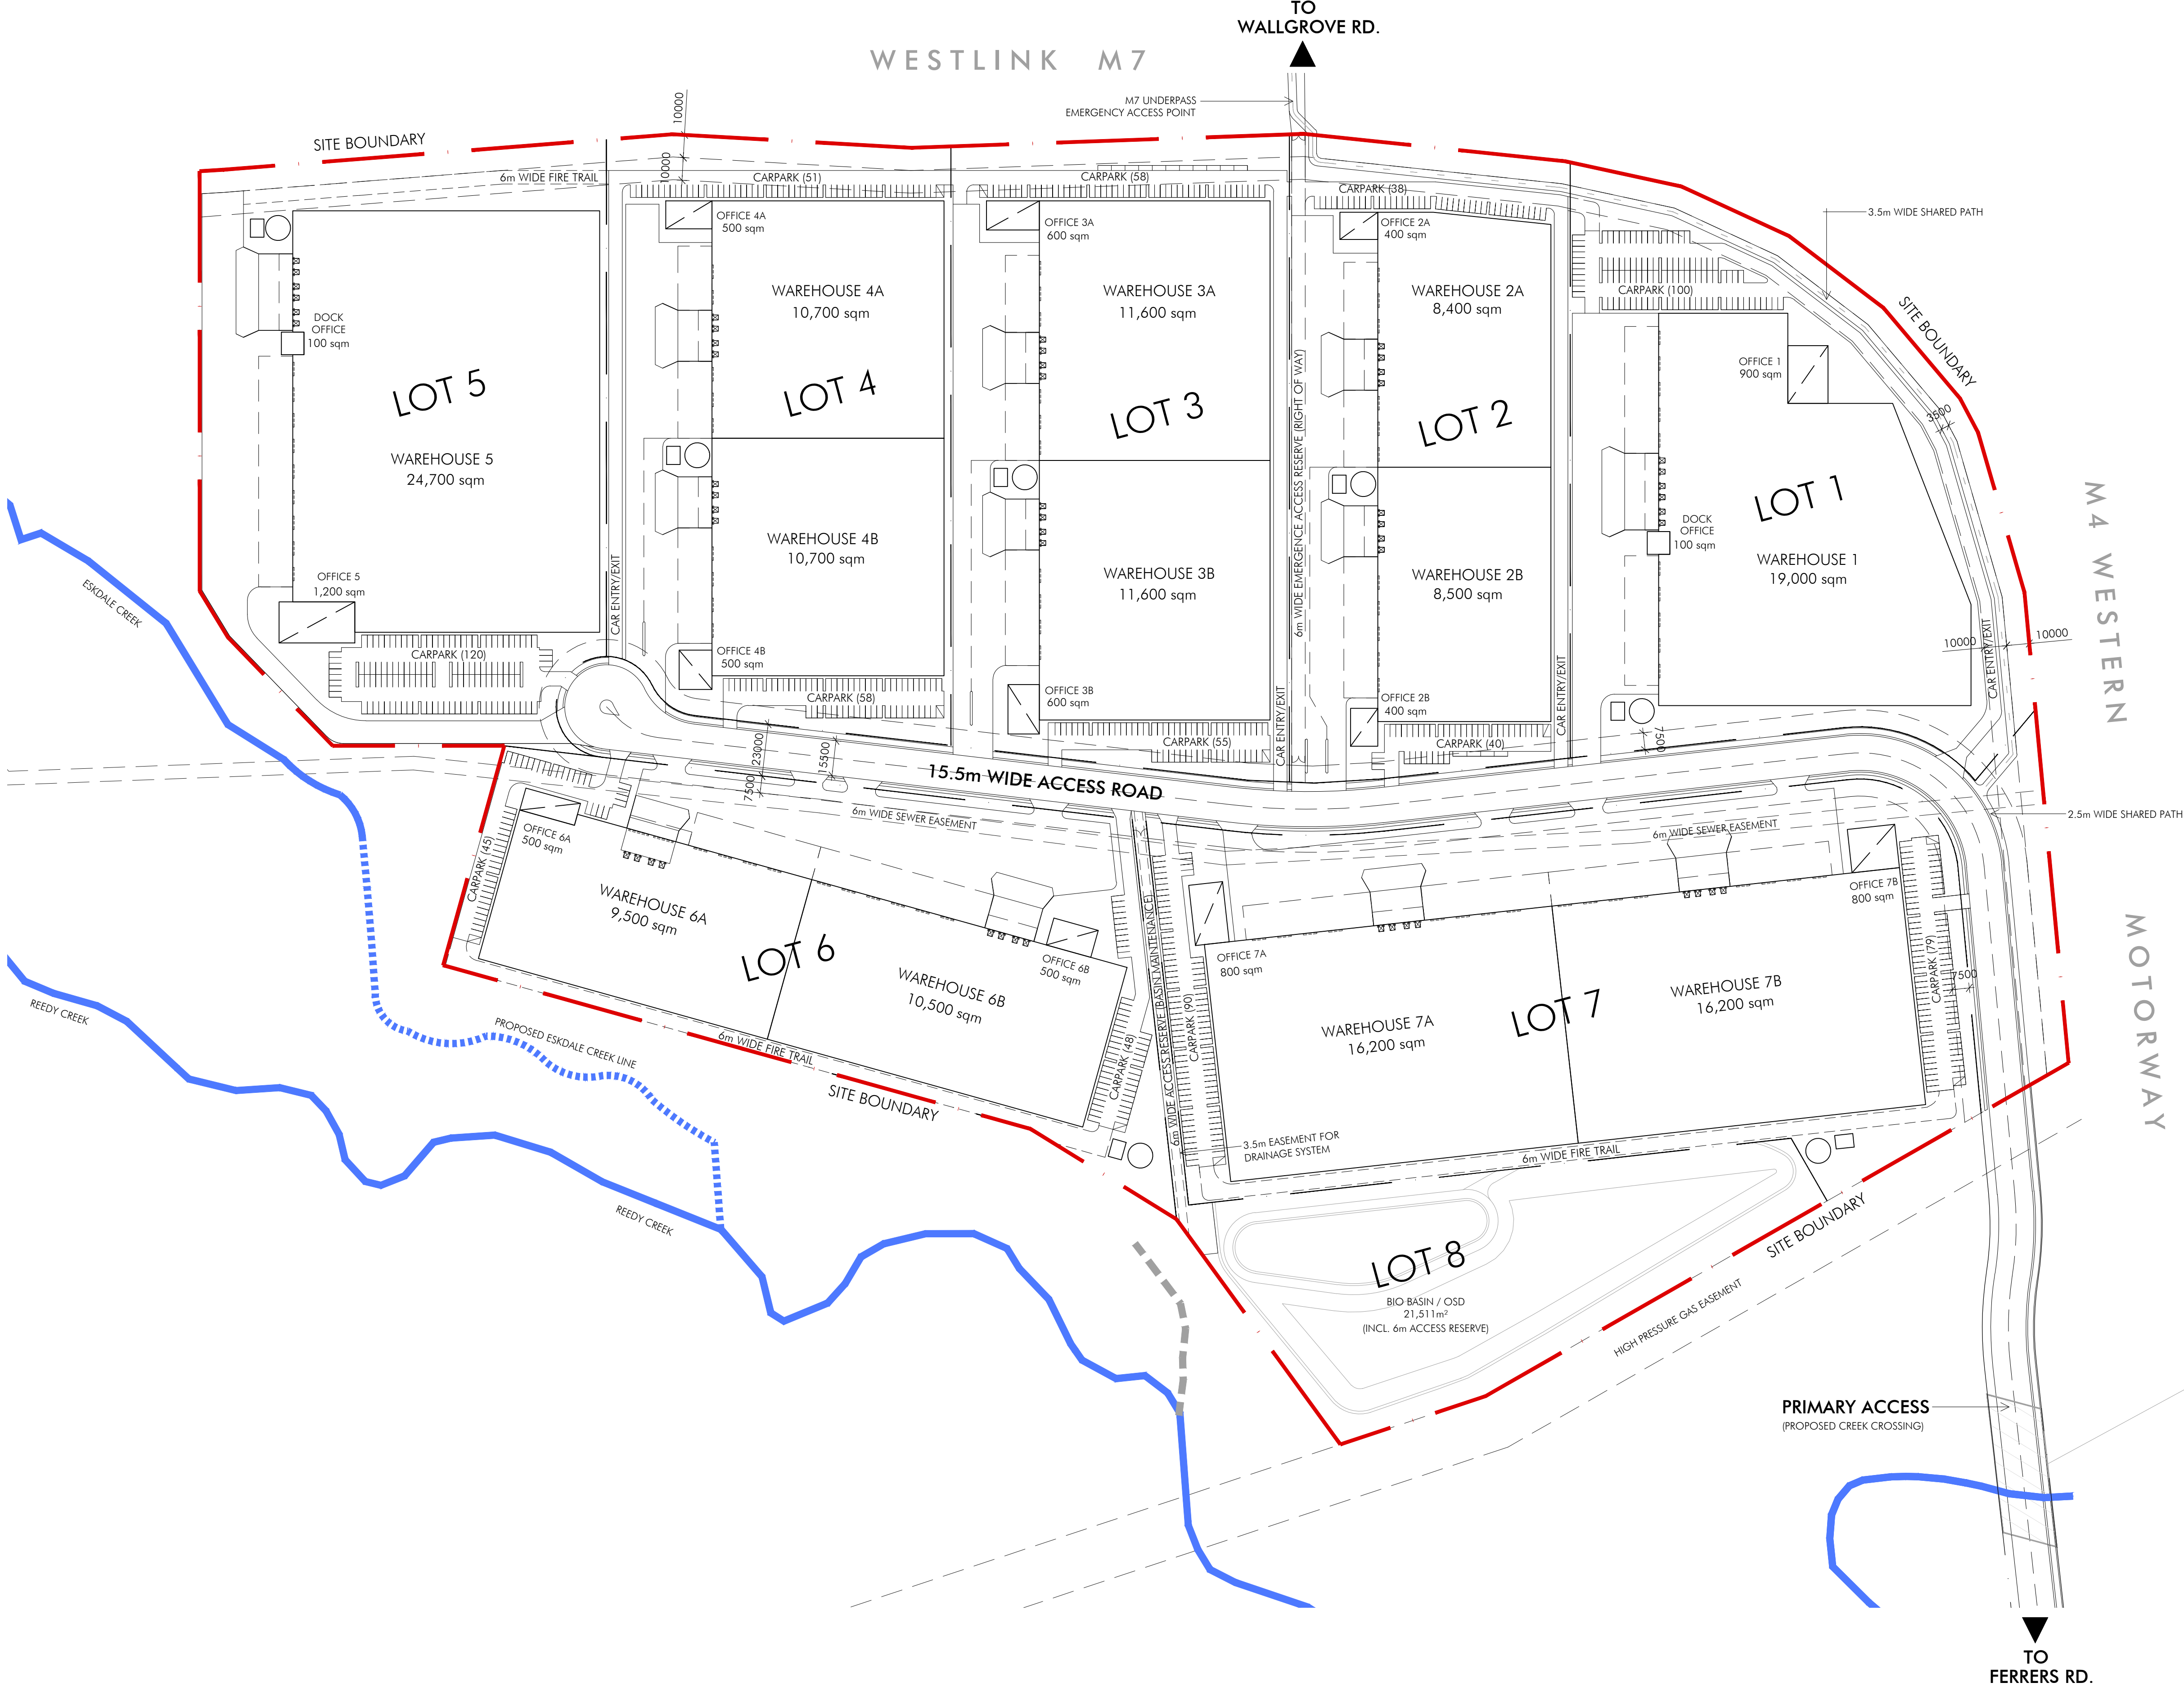 TO
WALLGROVE RD.
WESTLINK M7
M7 UNDERPASS
EMERGENCY ACCESS POINT
10000
10000
SITE BOUNDARY
6m WIDE FIRE TRAIL
CARPARK (51)
CARPARK (58)
CARPARK (38)
3.5m WIDE SHARED PATH
OFFICE 4A
500 sqm
OFFICE 3A
600 sqm
OFFICE 2A
400 sqm
CARPARK (100)
SITE BOUNDARY
DOCK
OFFICE
100 sqm
WAREHOUSE 4A
10,700 sqm
WAREHOUSE 3A
11,600 sqm
WAREHOUSE 2A
8,400 sqm
OFFICE 1
900 sqm
3500
LOT 5
LOT 4
LOT 3
LOT 2
LOT 1
WAREHOUSE 5
24,700 sqm
6m WIDE EMERGENCE ACCESS RESERVE (RIGHT OF WAY)
DOCK
OFFICE
100 sqm
M4 WESTERN
WAREHOUSE 4B
10,700 sqm
WAREHOUSE 3B
11,600 sqm
WAREHOUSE 2B
8,500 sqm
WAREHOUSE 1
19,000 sqm
ESKDALE CREEK
OFFICE 5
1,200 sqm
CAR ENTRY/EXIT
10000
CAR ENTRY/EXIT
10000
CARPARK (120)
OFFICE 4B
500 sqm
CARPARK (58)
OFFICE 3B
600 sqm
CARPARK (55)
CAR ENTRY/EXIT
OFFICE 2B
400 sqm
CARPARK (40)
CAR ENTRY/EXIT
7500
23000
7500
15500
15.5m WIDE ACCESS ROAD
6m WIDE SEWER EASEMENT
6m WIDE SEWER EASEMENT
2.5m WIDE SHARED PATH
OFFICE 6A
500 sqm
CARPARK (45)
WAREHOUSE 6A
9,500 sqm
LOT 6
WAREHOUSE 6B
10,500 sqm
OFFICE 6B
500 sqm
CARPARK (48)
6m WIDE ACCESS RESERVE (BASIN MAINTENANCE)
CARPARK (90)
OFFICE 7A
800 sqm
OFFICE 7B
800 sqm
CARPARK (79)
7500
MOTORWAY
WAREHOUSE 7A
16,200 sqm
LOT 7
WAREHOUSE 7B
16,200 sqm
REEDY CREEK
PROPOSED ESKDALE CREEK LINE
6m WIDE FIRE TRAIL
SITE BOUNDARY
3.5m EASEMENT FOR
DRAINAGE SYSTEM
6m WIDE FIRE TRAIL
REEDY CREEK
SITE BOUNDARY
LOT 8
BIO BASIN / OSD
21,511m²
(INCL. 6m ACCESS RESERVE)
HIGH PRESSURE GAS EASEMENT
PRIMARY ACCESS
(PROPOSED CREEK CROSSING)
TO
FERRERS RD.